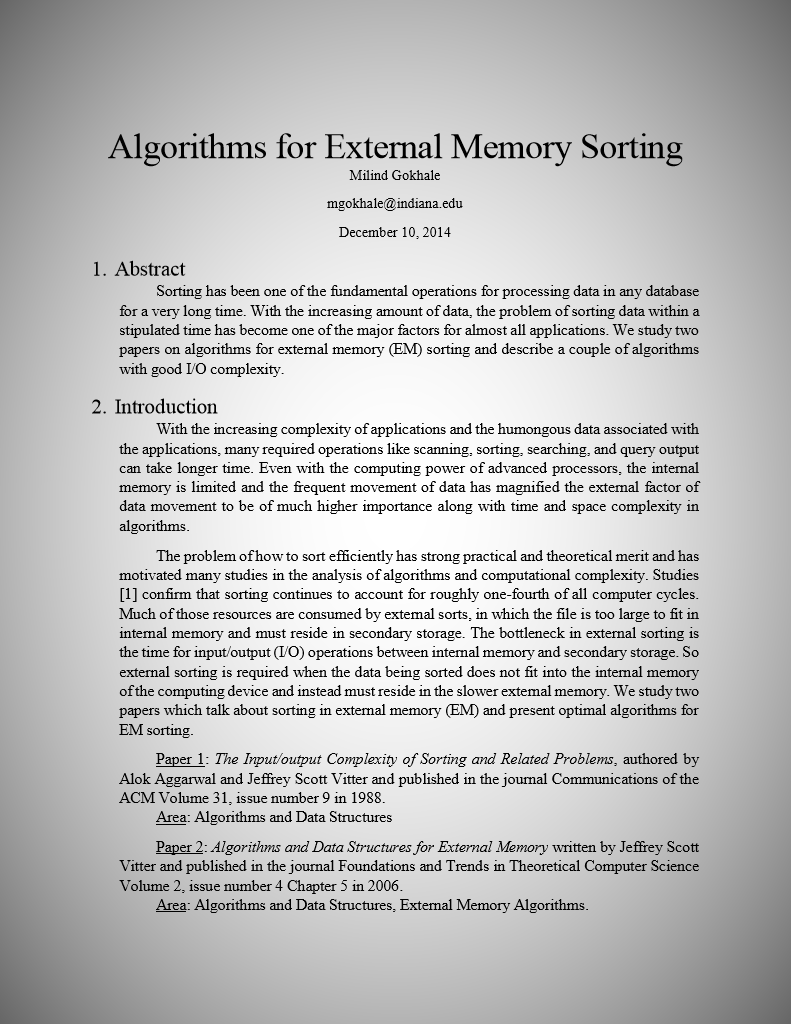 Algorithms for External Memory Sorting
Milind Gokhale
mgokhale@indiana.edu
December 10, 2014
1. Abstract
Sorting has been one of the fundamental operations for processing data in any database
for a very long time. With the increasing amount of data, the problem of sorting data within a
stipulated time has become one of the major factors for almost all applications. We study two
papers on algorithms for external memory (EM) sorting and describe a couple of algorithms
with good I/O complexity.
2. Introduction
With the increasing complexity of applications and the humongous data associated with
the applications, many required operations like scanning, sorting, searching, and query output
can take longer time. Even with the computing power of advanced processors, the internal
memory is limited and the frequent movement of data has magnified the external factor of
data movement to be of much higher importance along with time and space complexity in
algorithms.
The problem of how to sort efficiently has strong practical and theoretical merit and has
motivated many studies in the analysis of algorithms and computational complexity. Studies
[1] confirm that sorting continues to account for roughly one-fourth of all computer cycles.
Much of those resources are consumed by external sorts, in which the file is too large to fit in
internal memory and must reside in secondary storage. The bottleneck in external sorting is
the time for input/output (I/O) operations between internal memory and secondary storage. So
external sorting is required when the data being sorted does not fit into the internal memory
of the computing device and instead must reside in the slower external memory. We study two
papers which talk about sorting in external memory (EM) and present optimal algorithms for
EM sorting.
Paper 1: The Input/output Complexity of Sorting and Related Problems, authored by
Alok Aggarwal and Jeffrey Scott Vitter and published in the journal Communications of the
ACM Volume 31, issue number 9 in 1988.
Area: Algorithms and Data Structures
Paper 2: Algorithms and Data Structures for External Memory written by Jeffrey Scott
Vitter and published in the journal Foundations and Trends in Theoretical Computer Science
Volume 2, issue number 4 Chapter 5 in 2006.
Area: Algorithms and Data Structures, External Memory Algorithms.